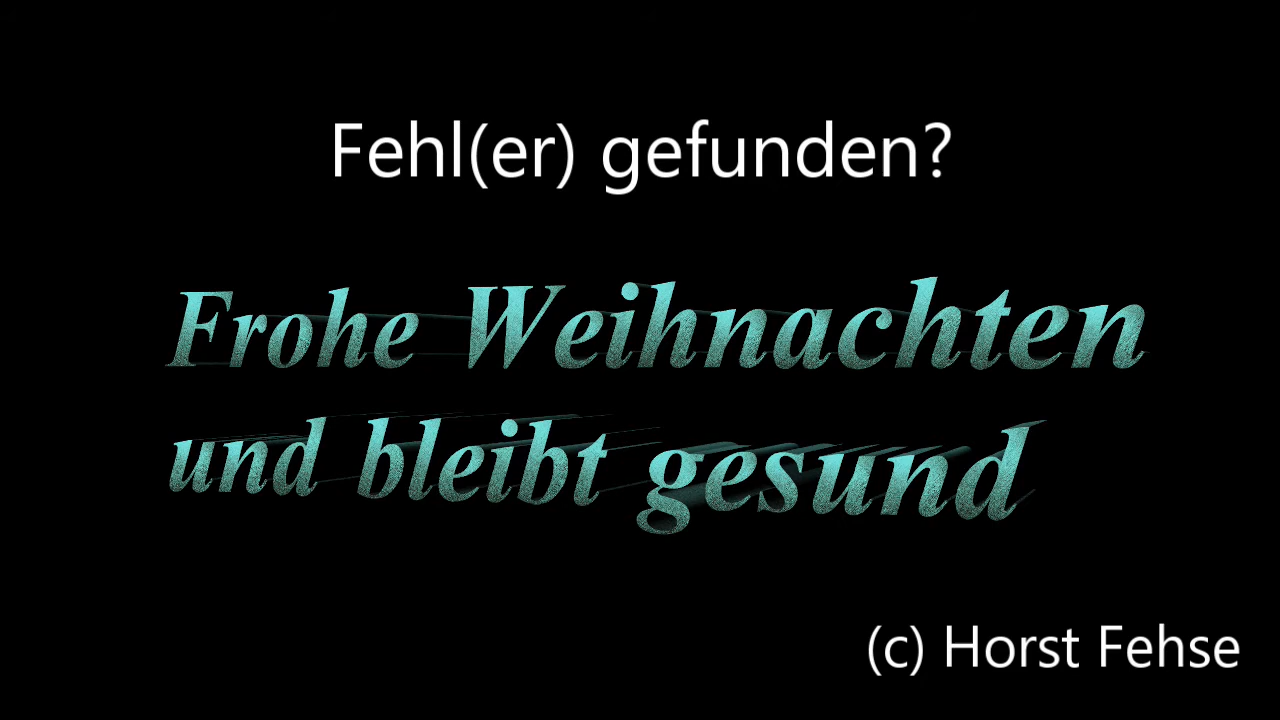 Fehl(er) gefunden?
Frohe Weihnachten
und bleibt gesund
(c) Horst Fehse